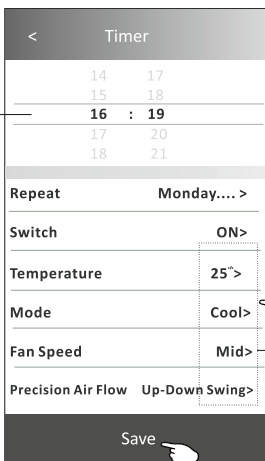 < Timer
14 17
15 18
16 : 19
17 20
18 21
Repeat Monday.... >
Switch ON>
Temperature 25 >
Mode Cool>
Fan Speed Mid>
Precision Air Flow Up-Down Swing>
Save